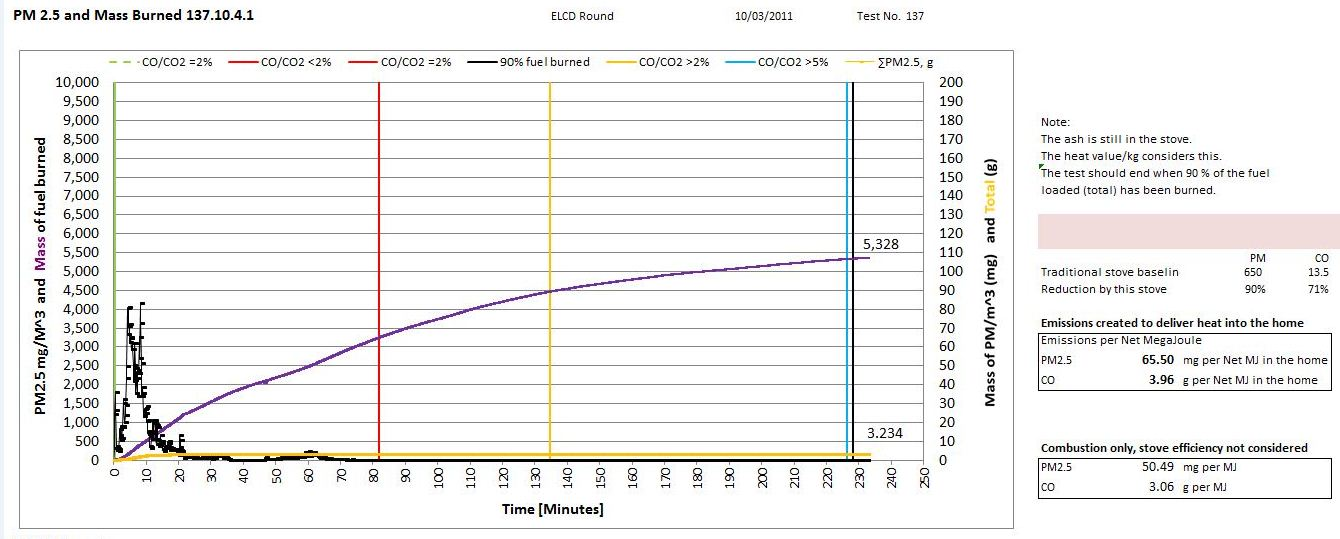 PM 2.5 and Mass Burned 137.10.4.1 ELCD Round 10/03/2011 Test No. 137
CO/CO2 =2% CO/CO2 <2% CO/CO2 =2% 90% fuel burned CO/CO2 >2% CO/CO2 >5% ∑PM2.5, g
PM2.5 mg/M^3 and Mass of fuel burned
10,000
9,500
9,000
8,500
8,000
7,500
7,000
6,500
6,000
5,500
5,000
4,500
4,000
3,500
3,000
2,500
2,000
1,500
1,000
500
0
5,328
3.234
200
190
180
170
160
150
140
130
120
110
100
90
80
70
60
50
40
30
20
10
0
Mass of PM/m^3 (mg) and Total (g)
0 10 20 30 40 50 60 70 80 90 100 110 120 130 140 150 160 170 180 190 200 210 220 230 240 250
Time [Minutes]
Note:
The ash is still in the stove.
The heat value/kg considers this.
The test should end when 90 % of the fuel
loaded (total) has been burned.
PM CO
Traditional stove baselin 650 13.5
Reduction by this stove 90% 71%
Emissions created to deliver heat into the home
Emissions per Net MegaJoule
PM2.5 65.50 mg per Net MJ in the home
CO 3.96 g per Net MJ in the home
Combustion only, stove efficiency not considered
PM2.5 50.49 mg per MJ
CO 3.06 g per MJ